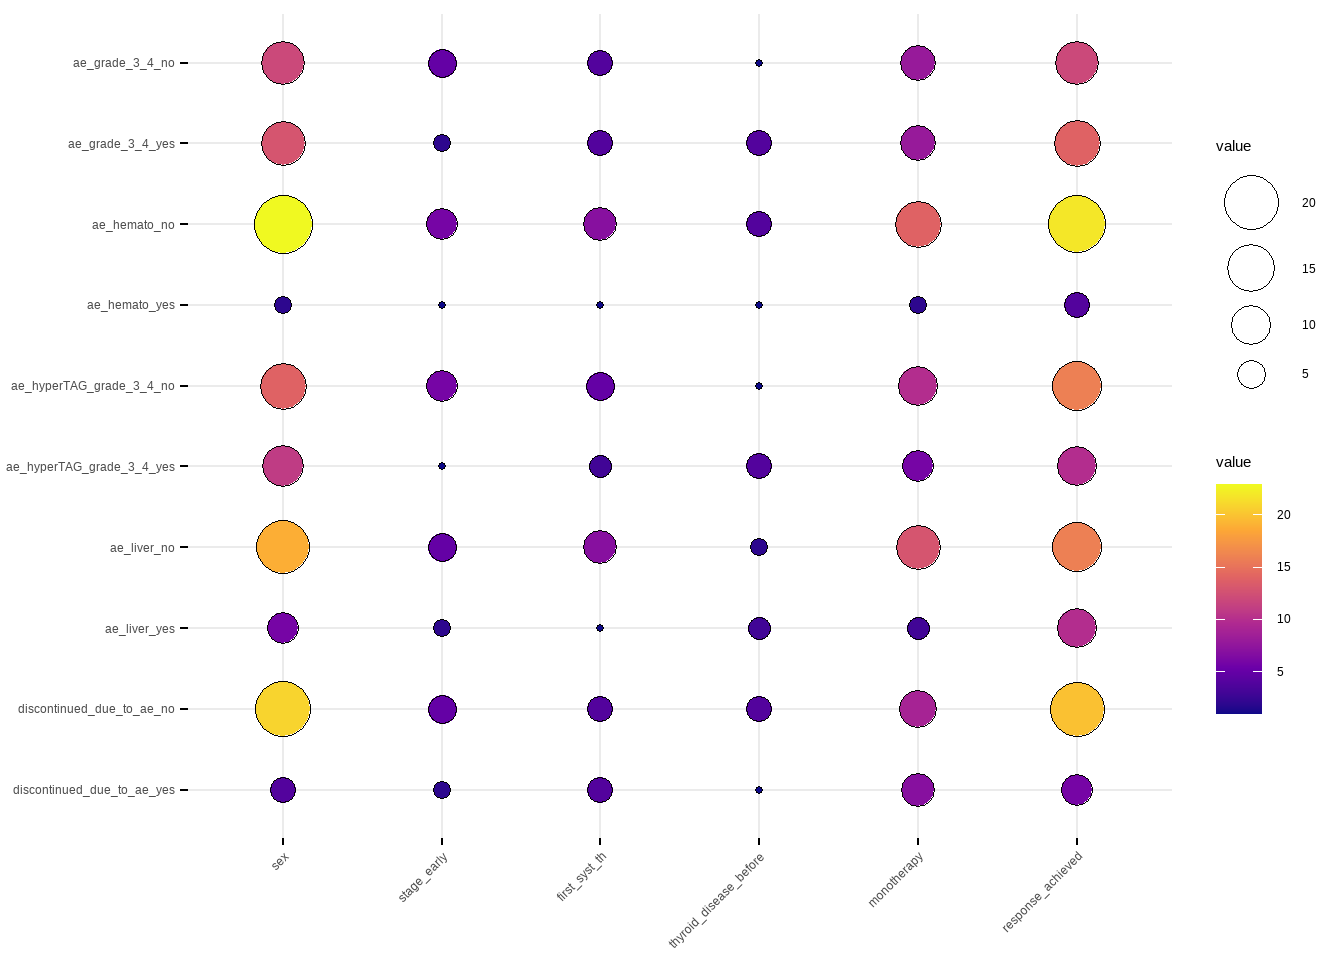 ae_grade_3_4_no
ae_grade_3_4_yes
ae_hemato_no
ae_hemato_yes
ae_hyperTAG_grade_3_4_no
ae_hyperTAG_grade_3_4_yes
ae_liver_no
ae_liver_yes
discontinued_due_to_ae_no
discontinued_due_to_ae_yes
sex
stage_early
first_syst_th
thyroid_disease_before
monotherapy
response_achieved
value
20
15
10
5
value
20
15
10
5